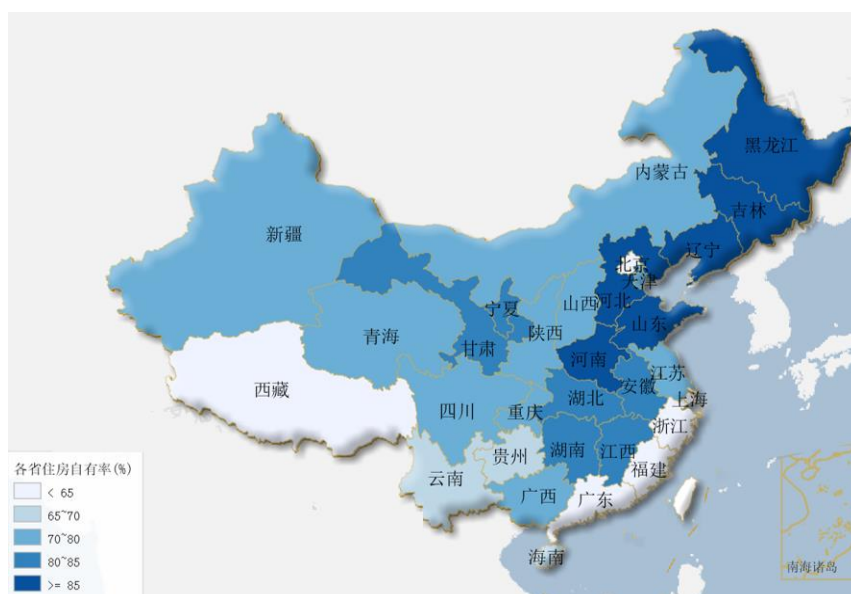 黑龙江
内蒙古
吉林
新疆
辽宁
北京
天津
宁夏
山西
河北
山东
青海
陕西
甘肃
河南
江苏
西藏
安徽
四川
湖北
上海
重庆
浙江
贵州
湖南
江西
福建
云南
广西
广东
海南
南海诸岛
各省住房自有率(%)
< 65
65~70
70~80
80~85
>= 85